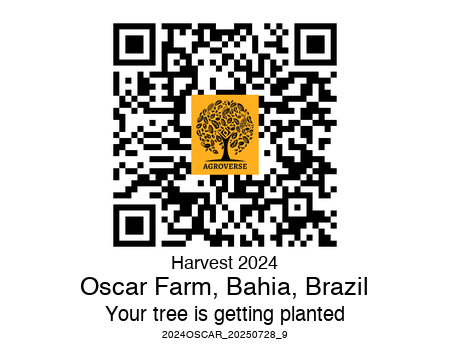 AGROVERSE
Harvest 2024
Oscar Farm, Bahia, Brazil
Your tree is getting planted
2024OSCAR_20250728_9